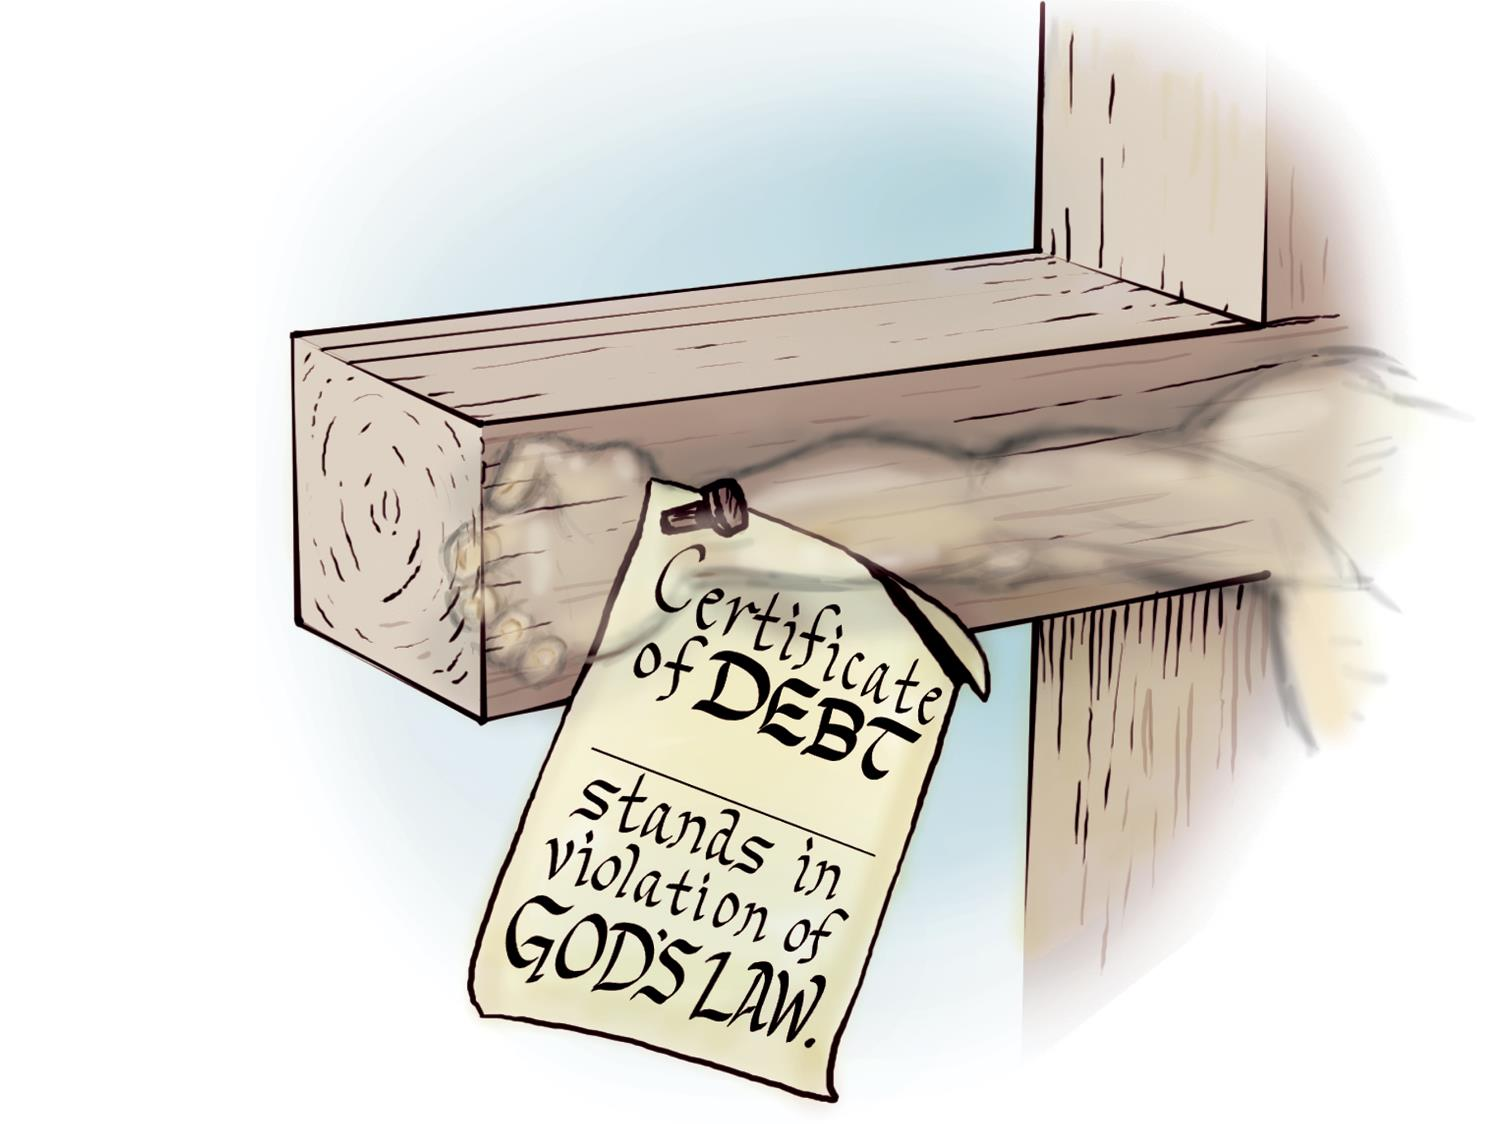 Certificate
of DEBT
stands in
violation of
GOD'S LAW.